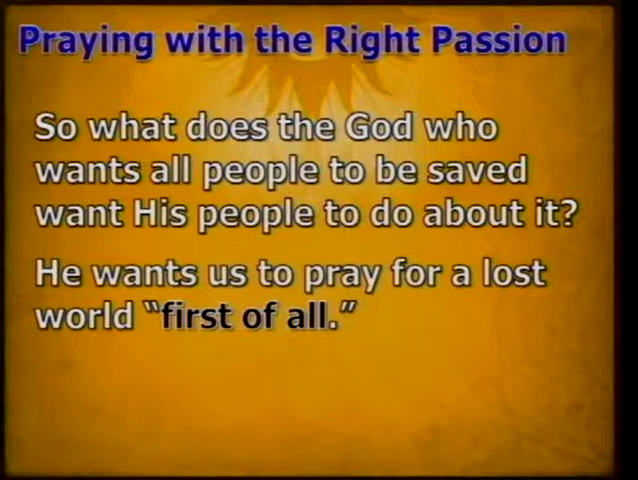 Praying with the Right Passion
So what does the God who
wants all people to be saved
want His people to do about it?
He wants us to pray for a lost
world “first of all.”